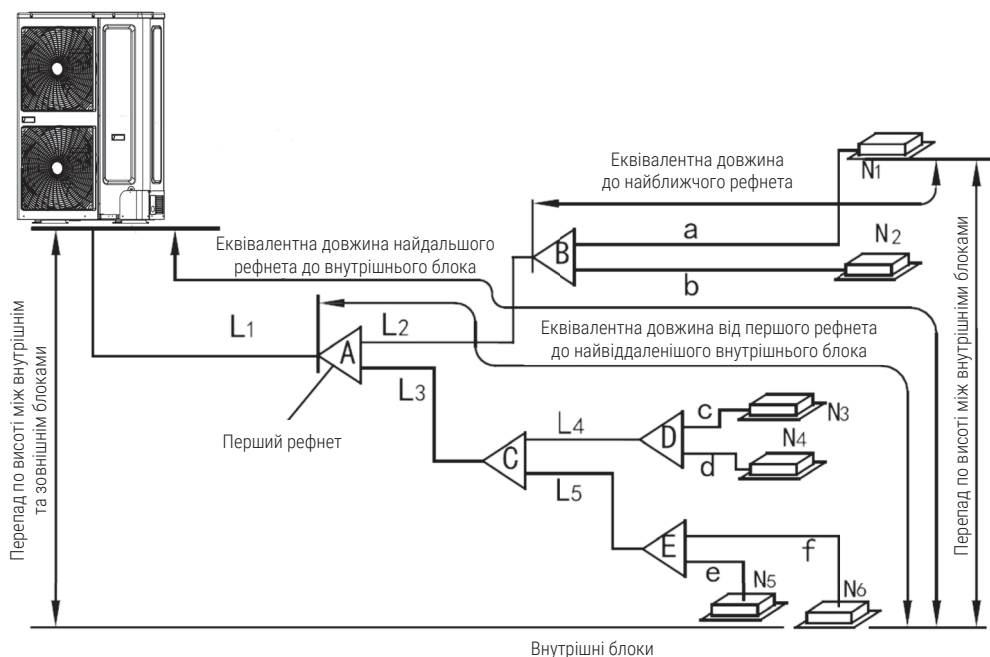 Еквівалентна довжина
до найближчого рефнета
N1
a
N2
B
b
Еквівалентна довжина найдальшого
рефнета до внутрішнього блока
L1
L2
A
Еквівалентна довжина від першого рефнета
до найвіддаленішого внутрішнього блока
L3
Перший рефнет
c
N3
L4
D
N4
d
C
L5
E
f
e
N5
N6
Перепад по висоті між внутрішнім
та зовнішнім блоками
Перепад по висоті між внутрішніми блоками
Внутрішні блоки